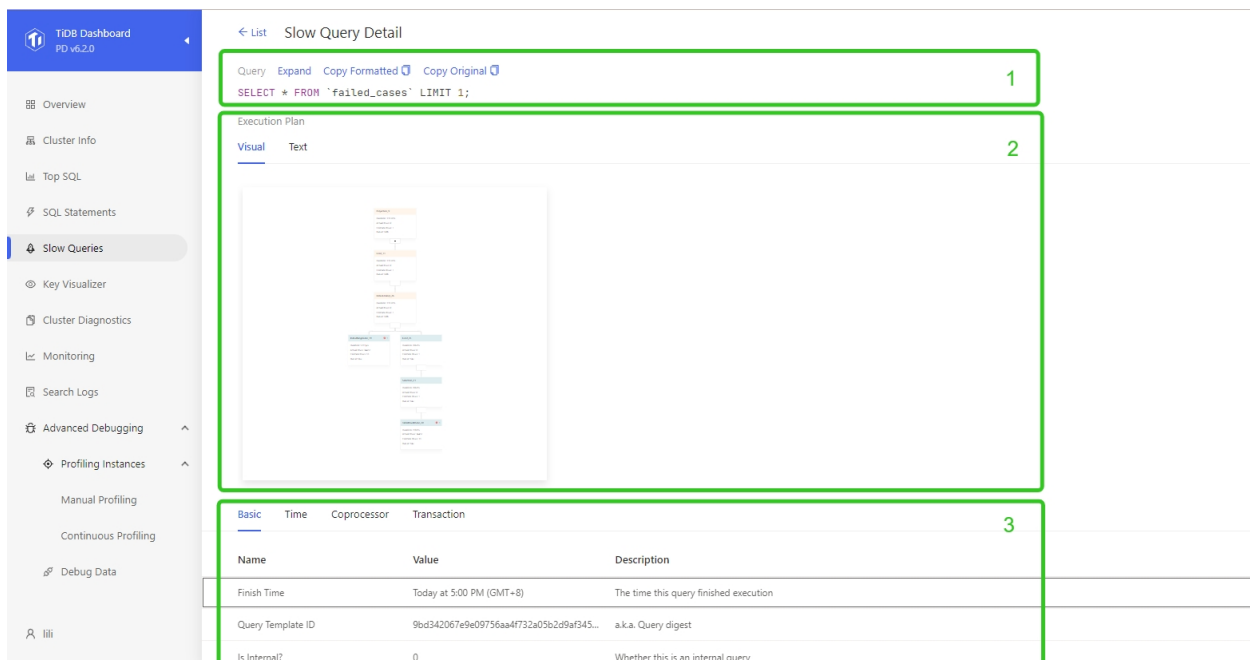 TiDB Dashboard
PD v6.2.0
Overview
Cluster Info
Top SQL
SQL Statements
Slow Queries
Key Visualizer
Cluster Diagnostics
Monitoring
Search Logs
Advanced Debugging
Profiling Instances
Manual Profiling
Continuous Profiling
Debug Data
lili
← List Slow Query Detail
Query Expand Copy Formatted Copy Original
1
SELECT * FROM `failed_cases` LIMIT 1;
Execution Plan
Visual Text
2
Basic Time Coprocessor Transaction
3
Name Value Description
Finish Time Today at 5:00 PM (GMT+8) The time this query finished execution
Query Template ID 9bd342067e9e09756aa4f732a05b2d9af345... a.k.a. Query digest
Is Internal? 0 Whether this is an internal query